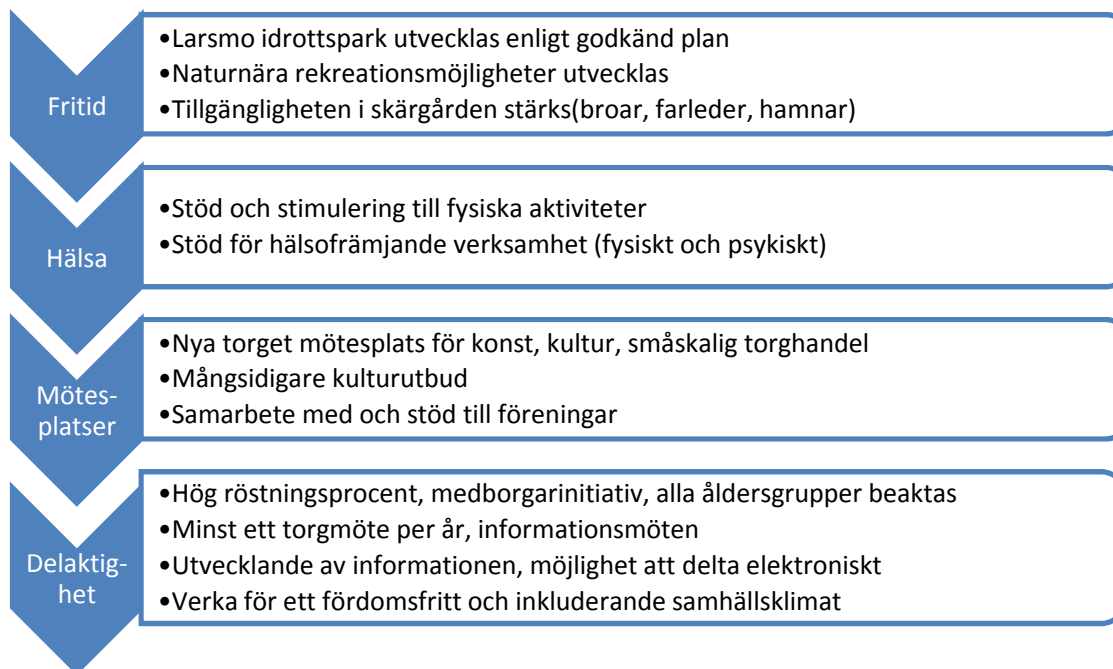 Fritid
•Larsmo idrottspark utvecklas enligt godkänd plan
•Naturnära rekreationsmöjligheter utvecklas
•Tillgängligheten i skärgården stärks(broar, farleder, hamnar)
Hälsa
•Stöd och stimulering till fysiska aktiviteter
•Stöd för hälsofrämjande verksamhet (fysiskt och psykiskt)
Mötes-
platser
•Nya torget mötesplats för konst, kultur, småskalig torghandel
•Mångsidigare kulturutbud
•Samarbete med och stöd till föreningar
Delaktig-
het
•Hög röstningsprocent, medborgarinitiativ, alla åldersgrupper beaktas
•Minst ett torgmöte per år, informationsmöten
•Utvecklande av informationen, möjlighet att delta elektroniskt
•Verka för ett fördomsfritt och inkluderande samhällsklimat